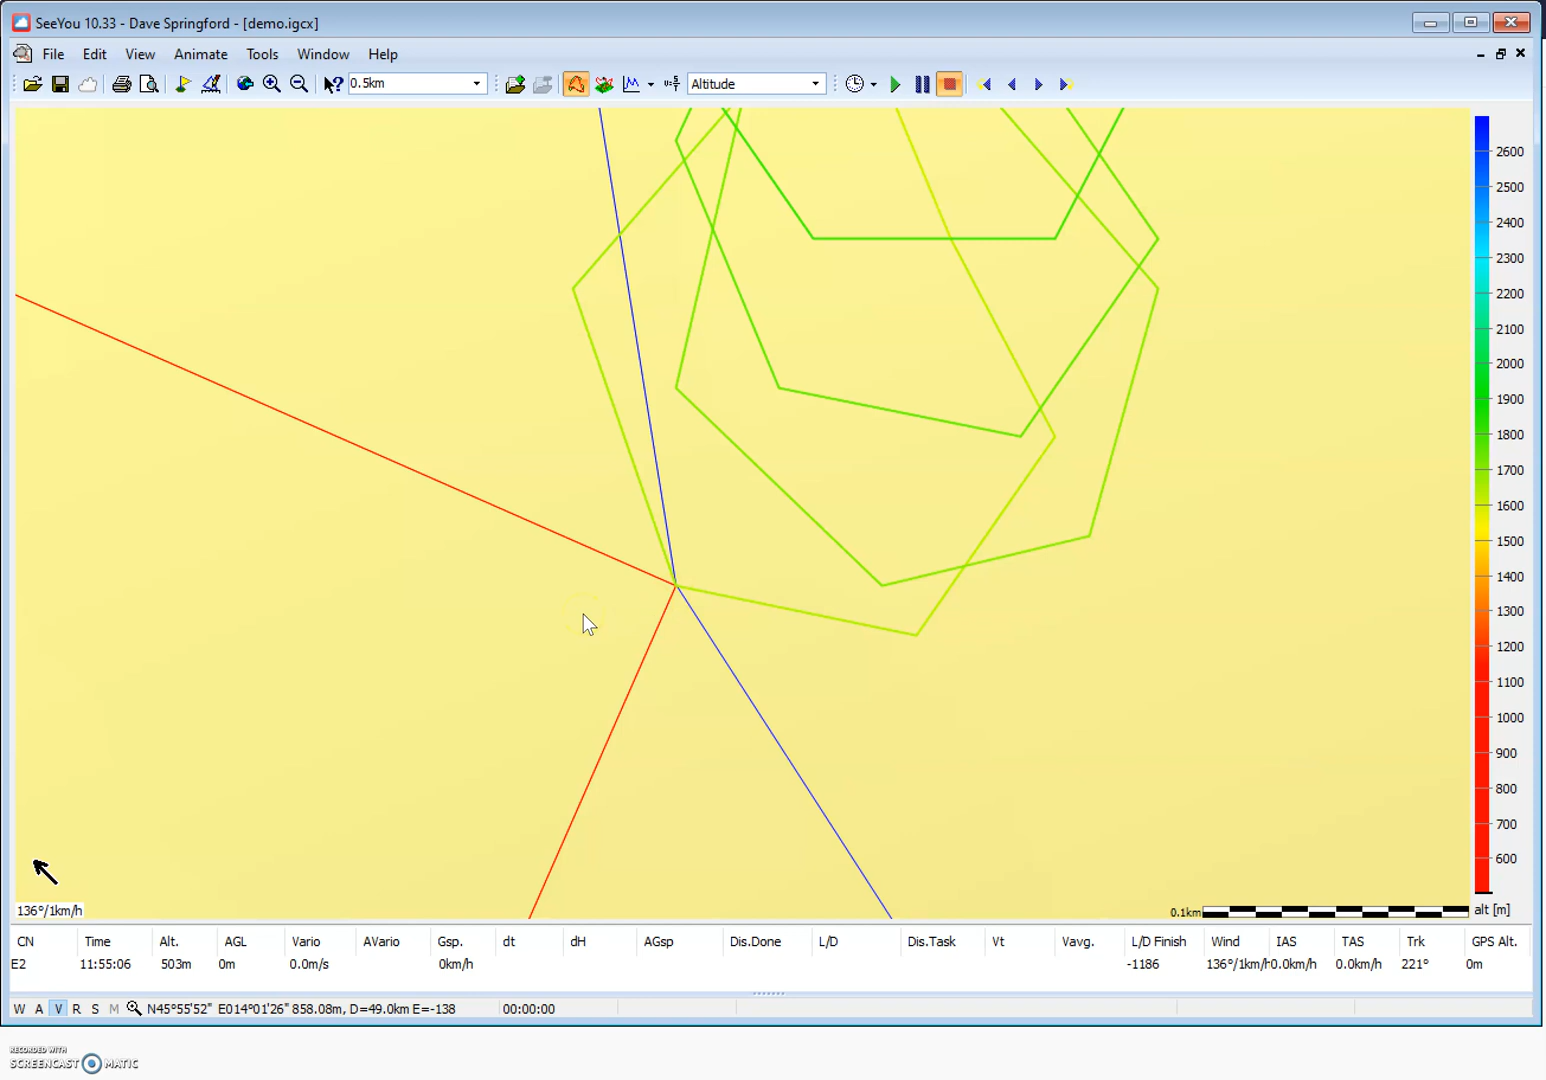 SeeYou 10.33 - Dave Springford - [demo.igcx]
File Edit View Animate Tools Window Help
0.5km Altitude
2600
2500
2400
2300
2200
2100
2000
1900
1800
1700
1600
1500
1400
1300
1200
1100
1000
900
800
700
600
136°/1km/h 0.1km alt [m]
CN Time Alt. AGL Vario AVario Gsp. dt dH AGsp Dis.Done L/D Dis.Task Vt Vavg. L/D Finish Wind IAS TAS Trk GPS Alt.
E2 11:55:06 503m 0m 0.0m/s 0km/h -1186 136°/1km/h 0.0km/h 0.0km/h 221° 0m
W A V R S M N45°55'52" E014°01'26" 858.08m, D=49.0km E=-138 00:00:00
RECORDED WITH
SCREENCAST MATIC